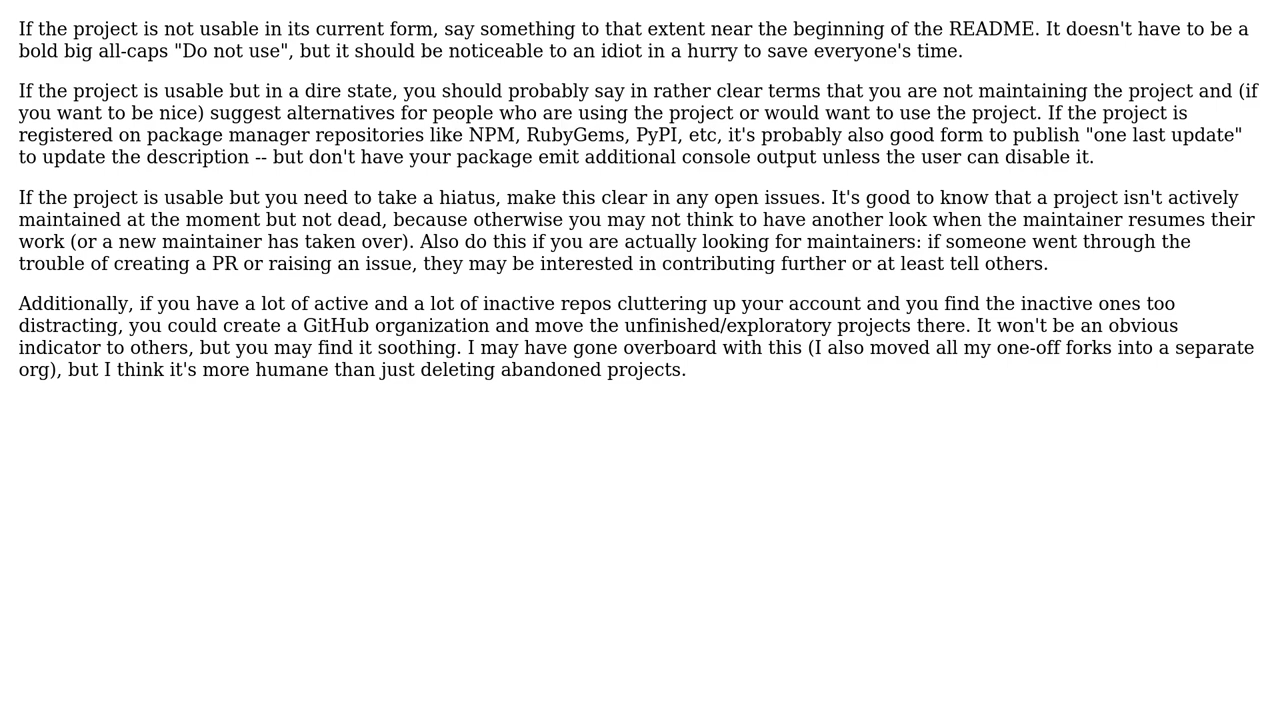 If the project is not usable in its current form, say something to that extent near the beginning of the README. It doesn't have to be a
bold big all-caps "Do not use", but it should be noticeable to an idiot in a hurry to save everyone's time.
If the project is usable but in a dire state, you should probably say in rather clear terms that you are not maintaining the project and (if
you want to be nice) suggest alternatives for people who are using the project or would want to use the project. If the project is
registered on package manager repositories like NPM, RubyGems, PyPI, etc, it's probably also good form to publish "one last update"
to update the description -- but don't have your package emit additional console output unless the user can disable it.
If the project is usable but you need to take a hiatus, make this clear in any open issues. It's good to know that a project isn't actively
maintained at the moment but not dead, because otherwise you may not think to have another look when the maintainer resumes their
work (or a new maintainer has taken over). Also do this if you are actually looking for maintainers: if someone went through the
trouble of creating a PR or raising an issue, they may be interested in contributing further or at least tell others.
Additionally, if you have a lot of active and a lot of inactive repos cluttering up your account and you find the inactive ones too
distracting, you could create a GitHub organization and move the unfinished/exploratory projects there. It won't be an obvious
indicator to others, but you may find it soothing. I may have gone overboard with this (I also moved all my one-off forks into a separate
org), but I think it's more humane than just deleting abandoned projects.